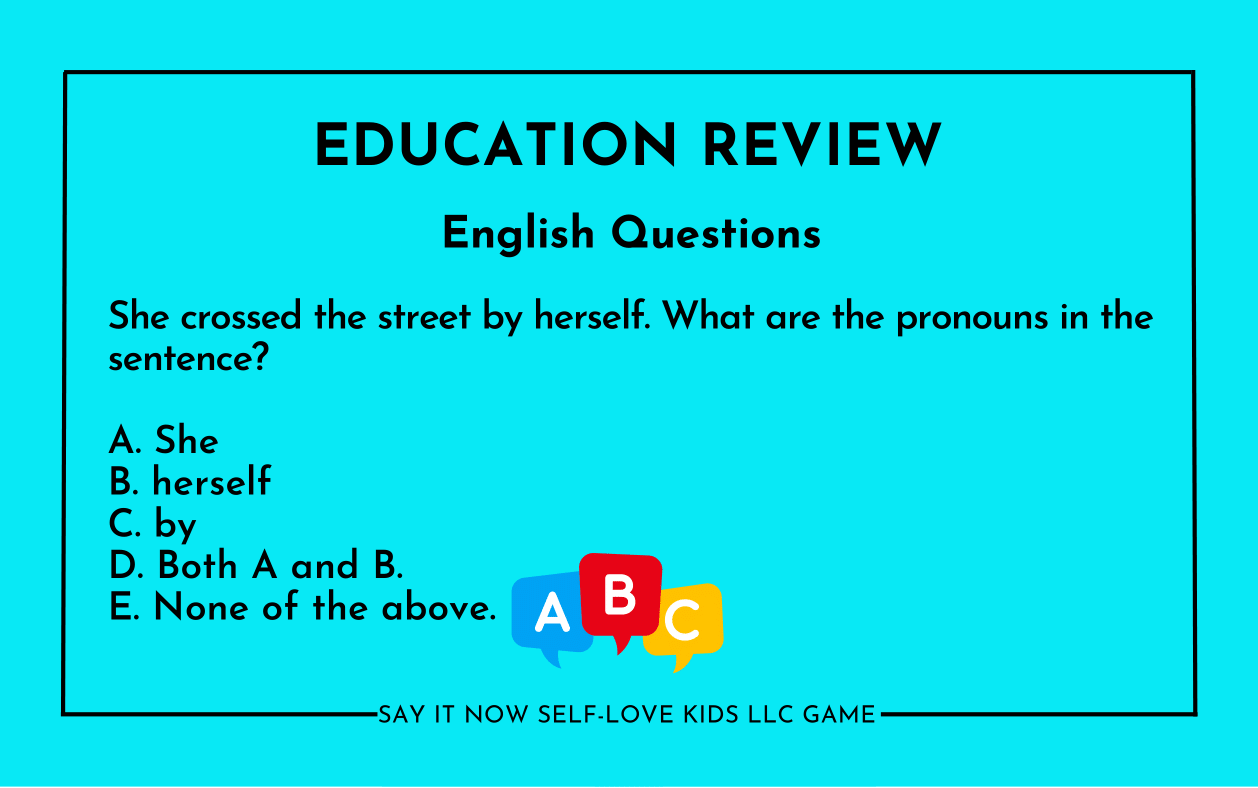 EDUCATION REVIEW
English Questions
She crossed the street by herself. What are the pronouns in the
sentence?
A. She
B. herself
C. by
D. Both A and B.
E. None of the above.
A B C
SAY IT NOW SELF-LOVE KIDS LLC GAME